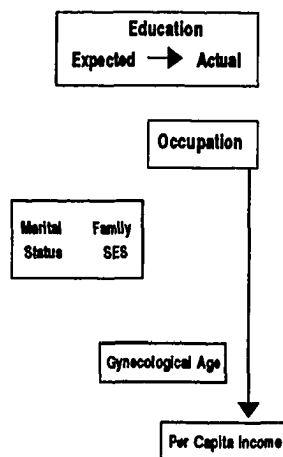 Education
Expected Actual
Occupation
Marital Family
Status SES
Gynecological Age
Per Capita Income